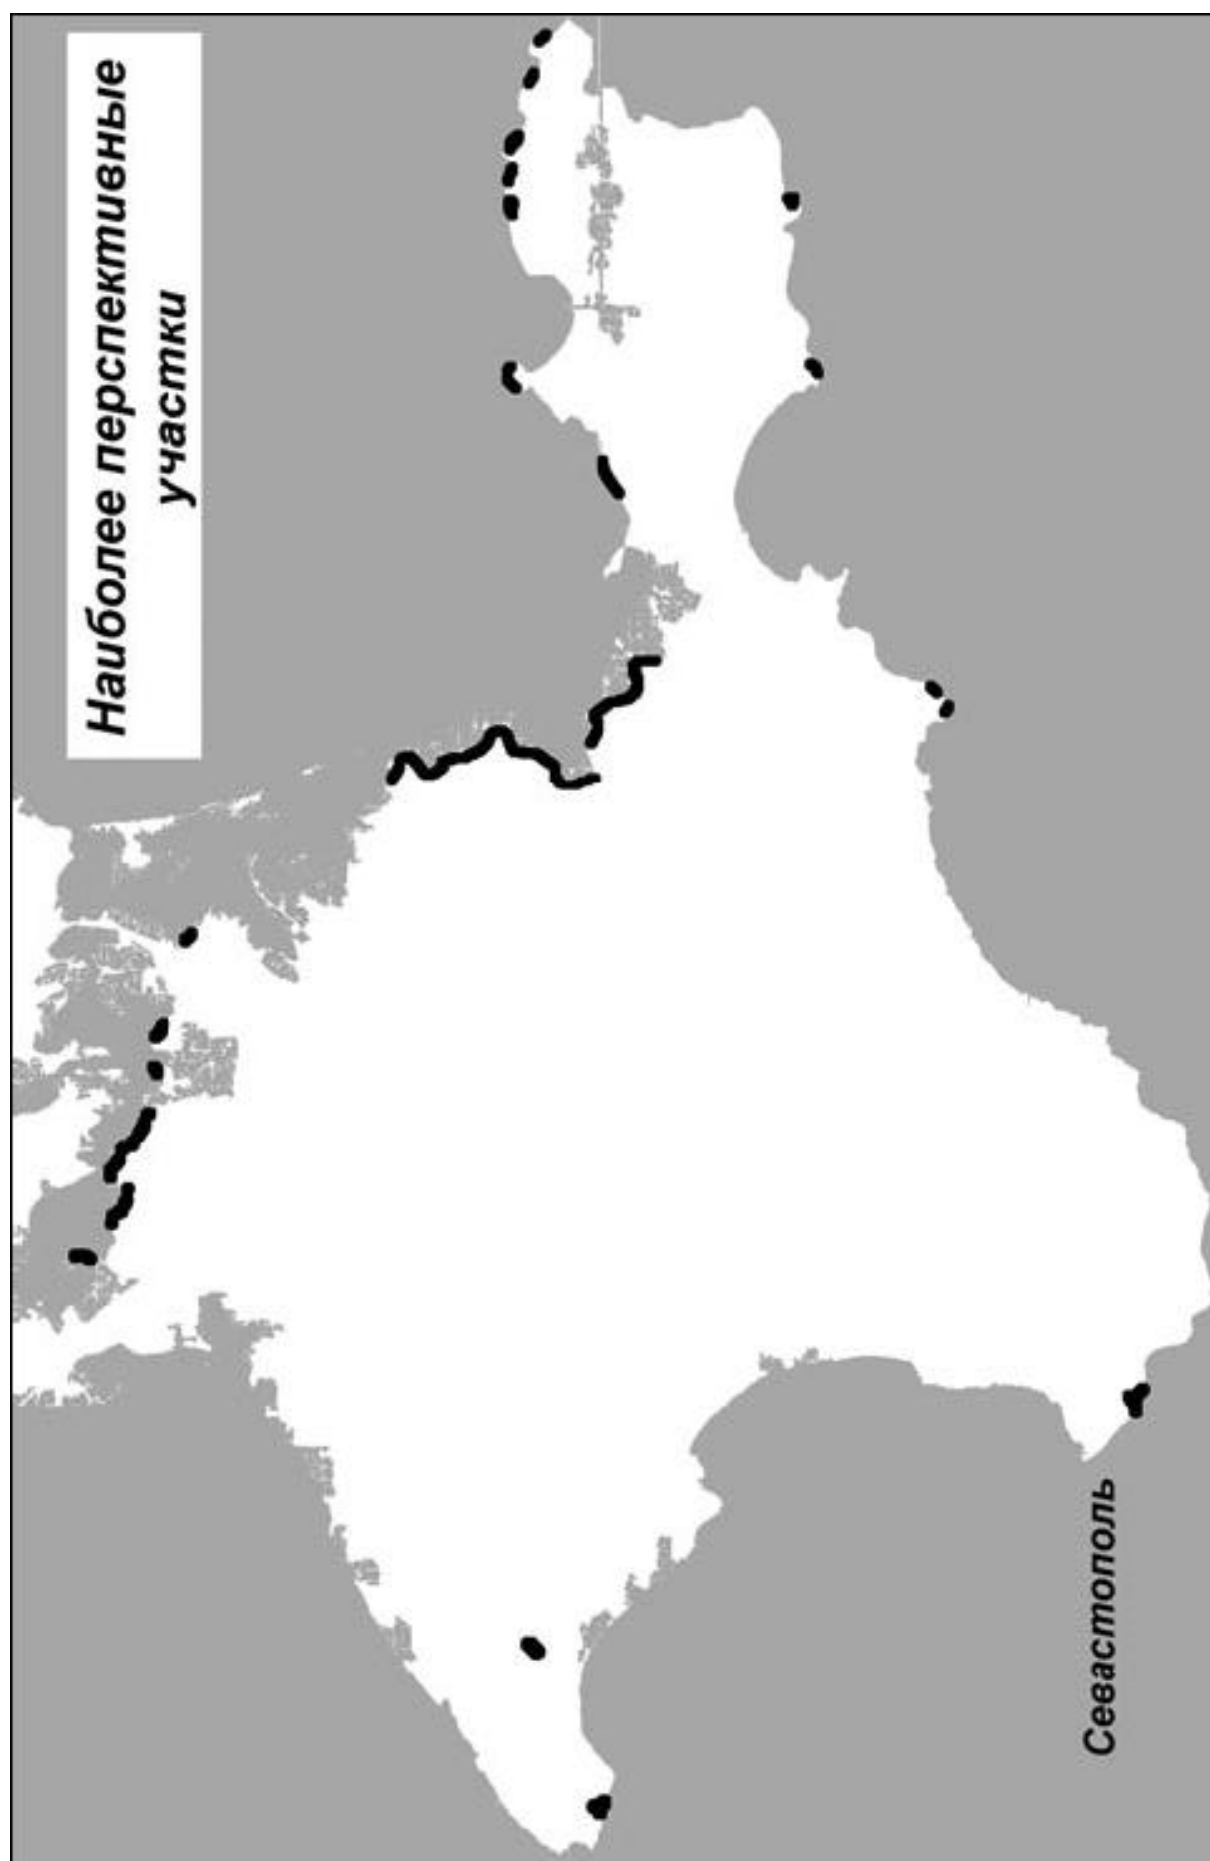 Наиболее перспективные
участки
Севастополь